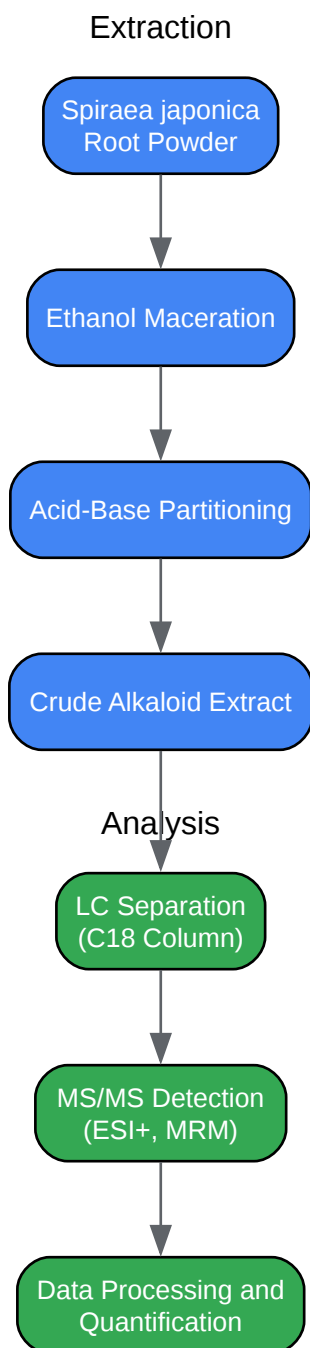 Extraction
Spiraea japonica
Root Powder
Ethanol Maceration
Acid-Base Partitioning
Crude Alkaloid Extract
Analysis
LC Separation
(C18 Column)
MS/MS Detection
(ESI+, MRM)
Data Processing and
Quantification